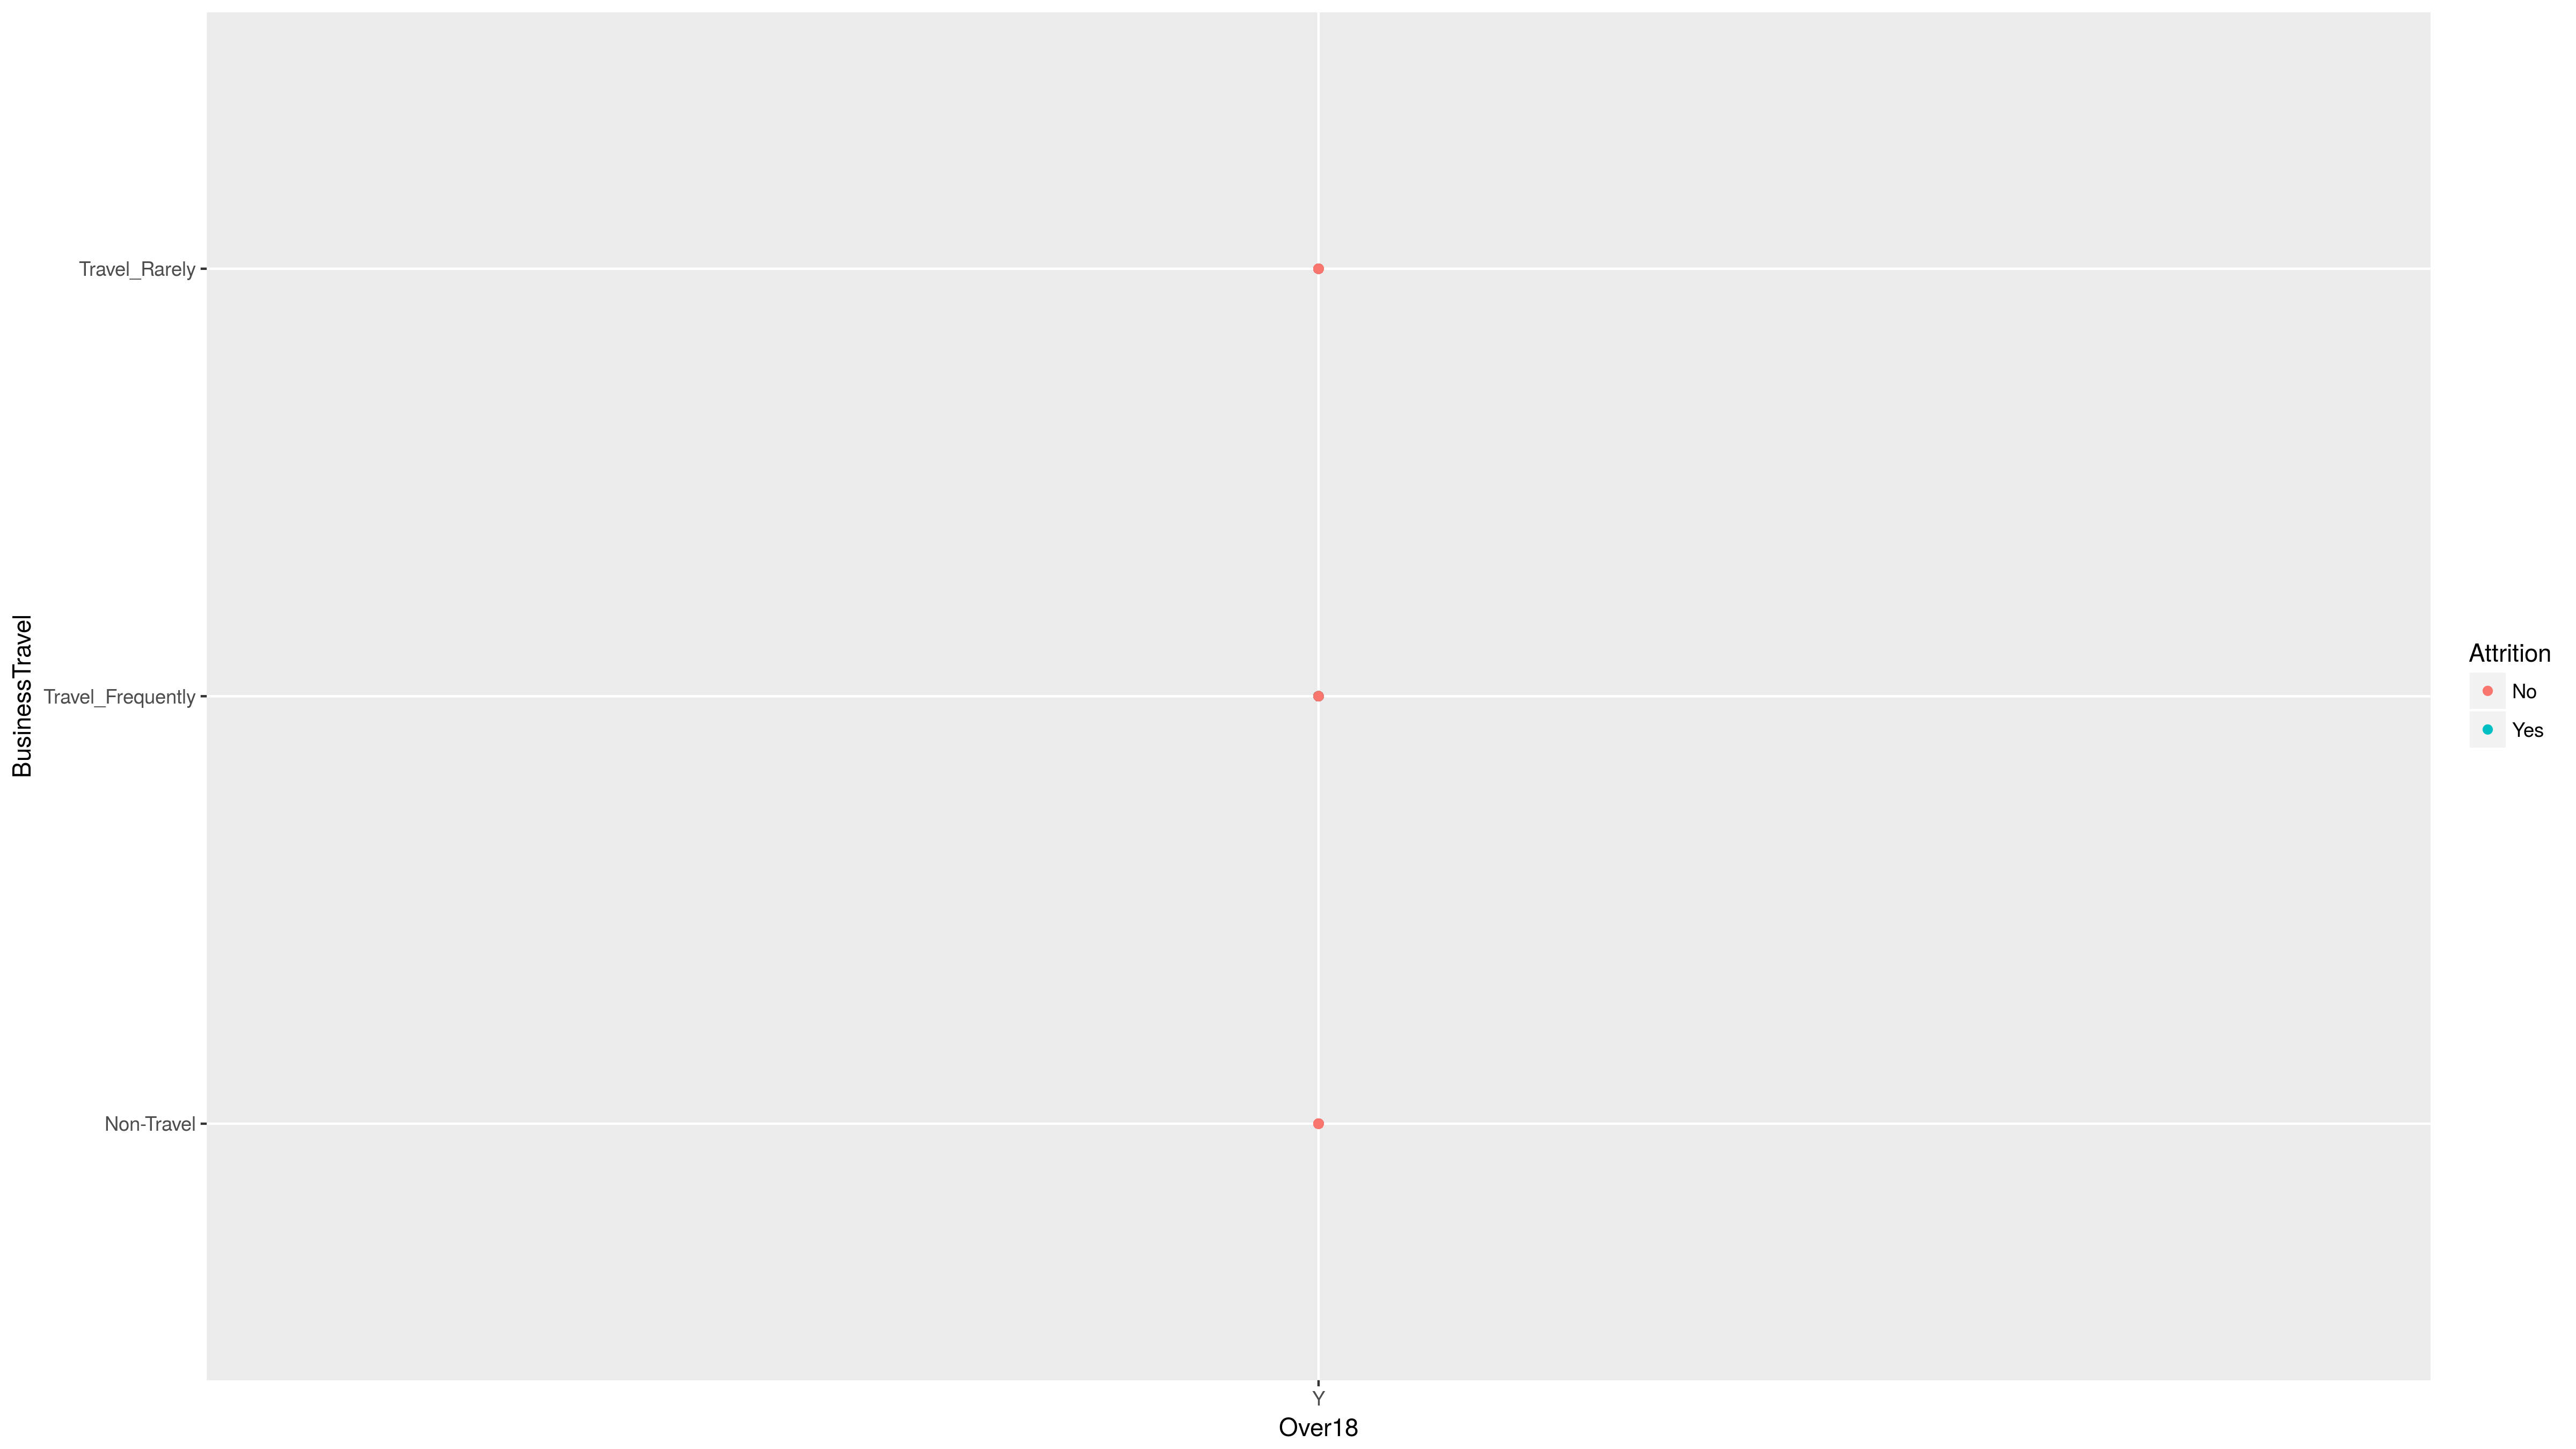 Travel_Rarely
Travel_Frequently
Non-Travel
BusinessTravel
Y
Over18
Attrition
No
Yes